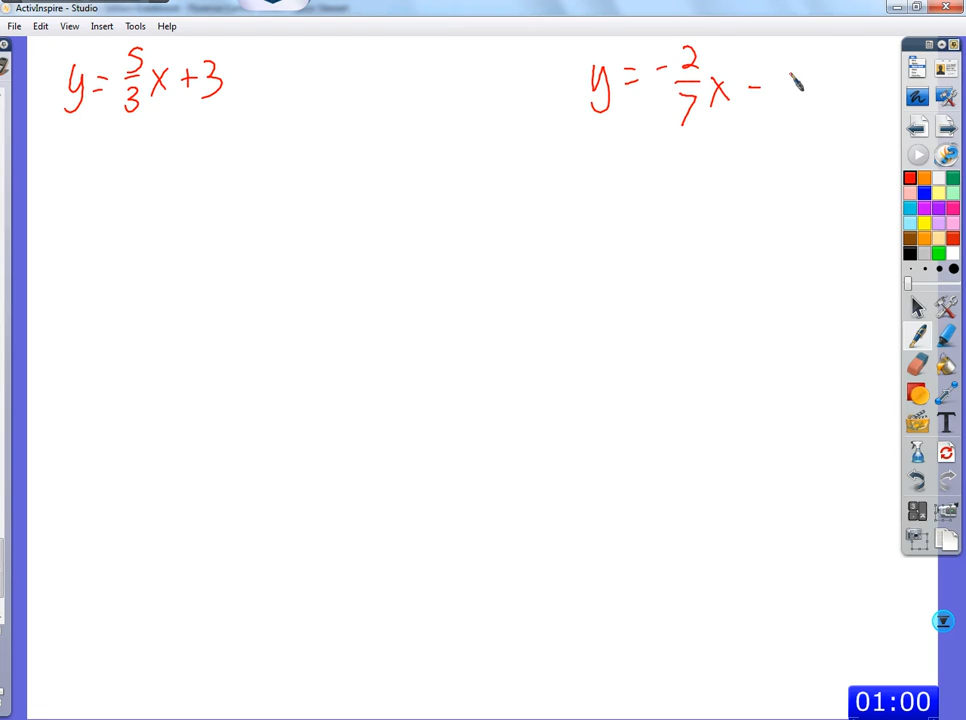 ActivInspire - Studio
File Edit View Insert Tools Help
y = 5/3 x + 3
y = -2/7 x -
T
01:00